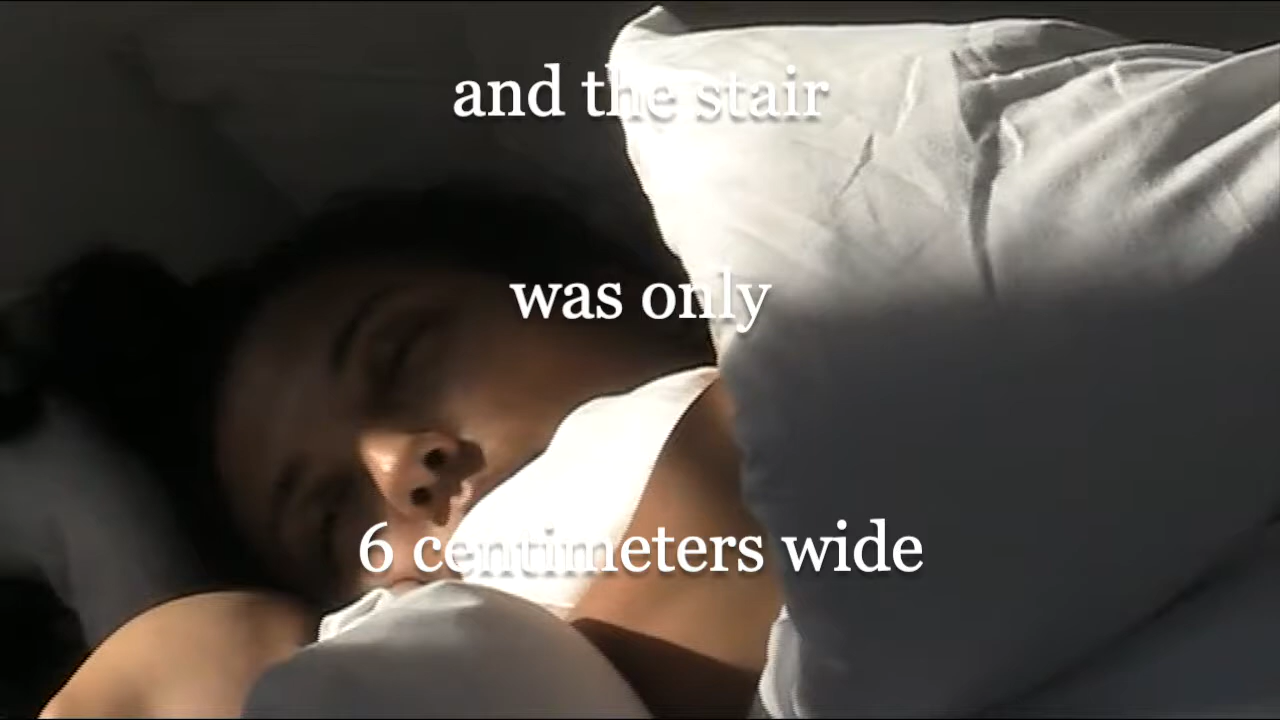 and the stair
was only
6 centimeters wide